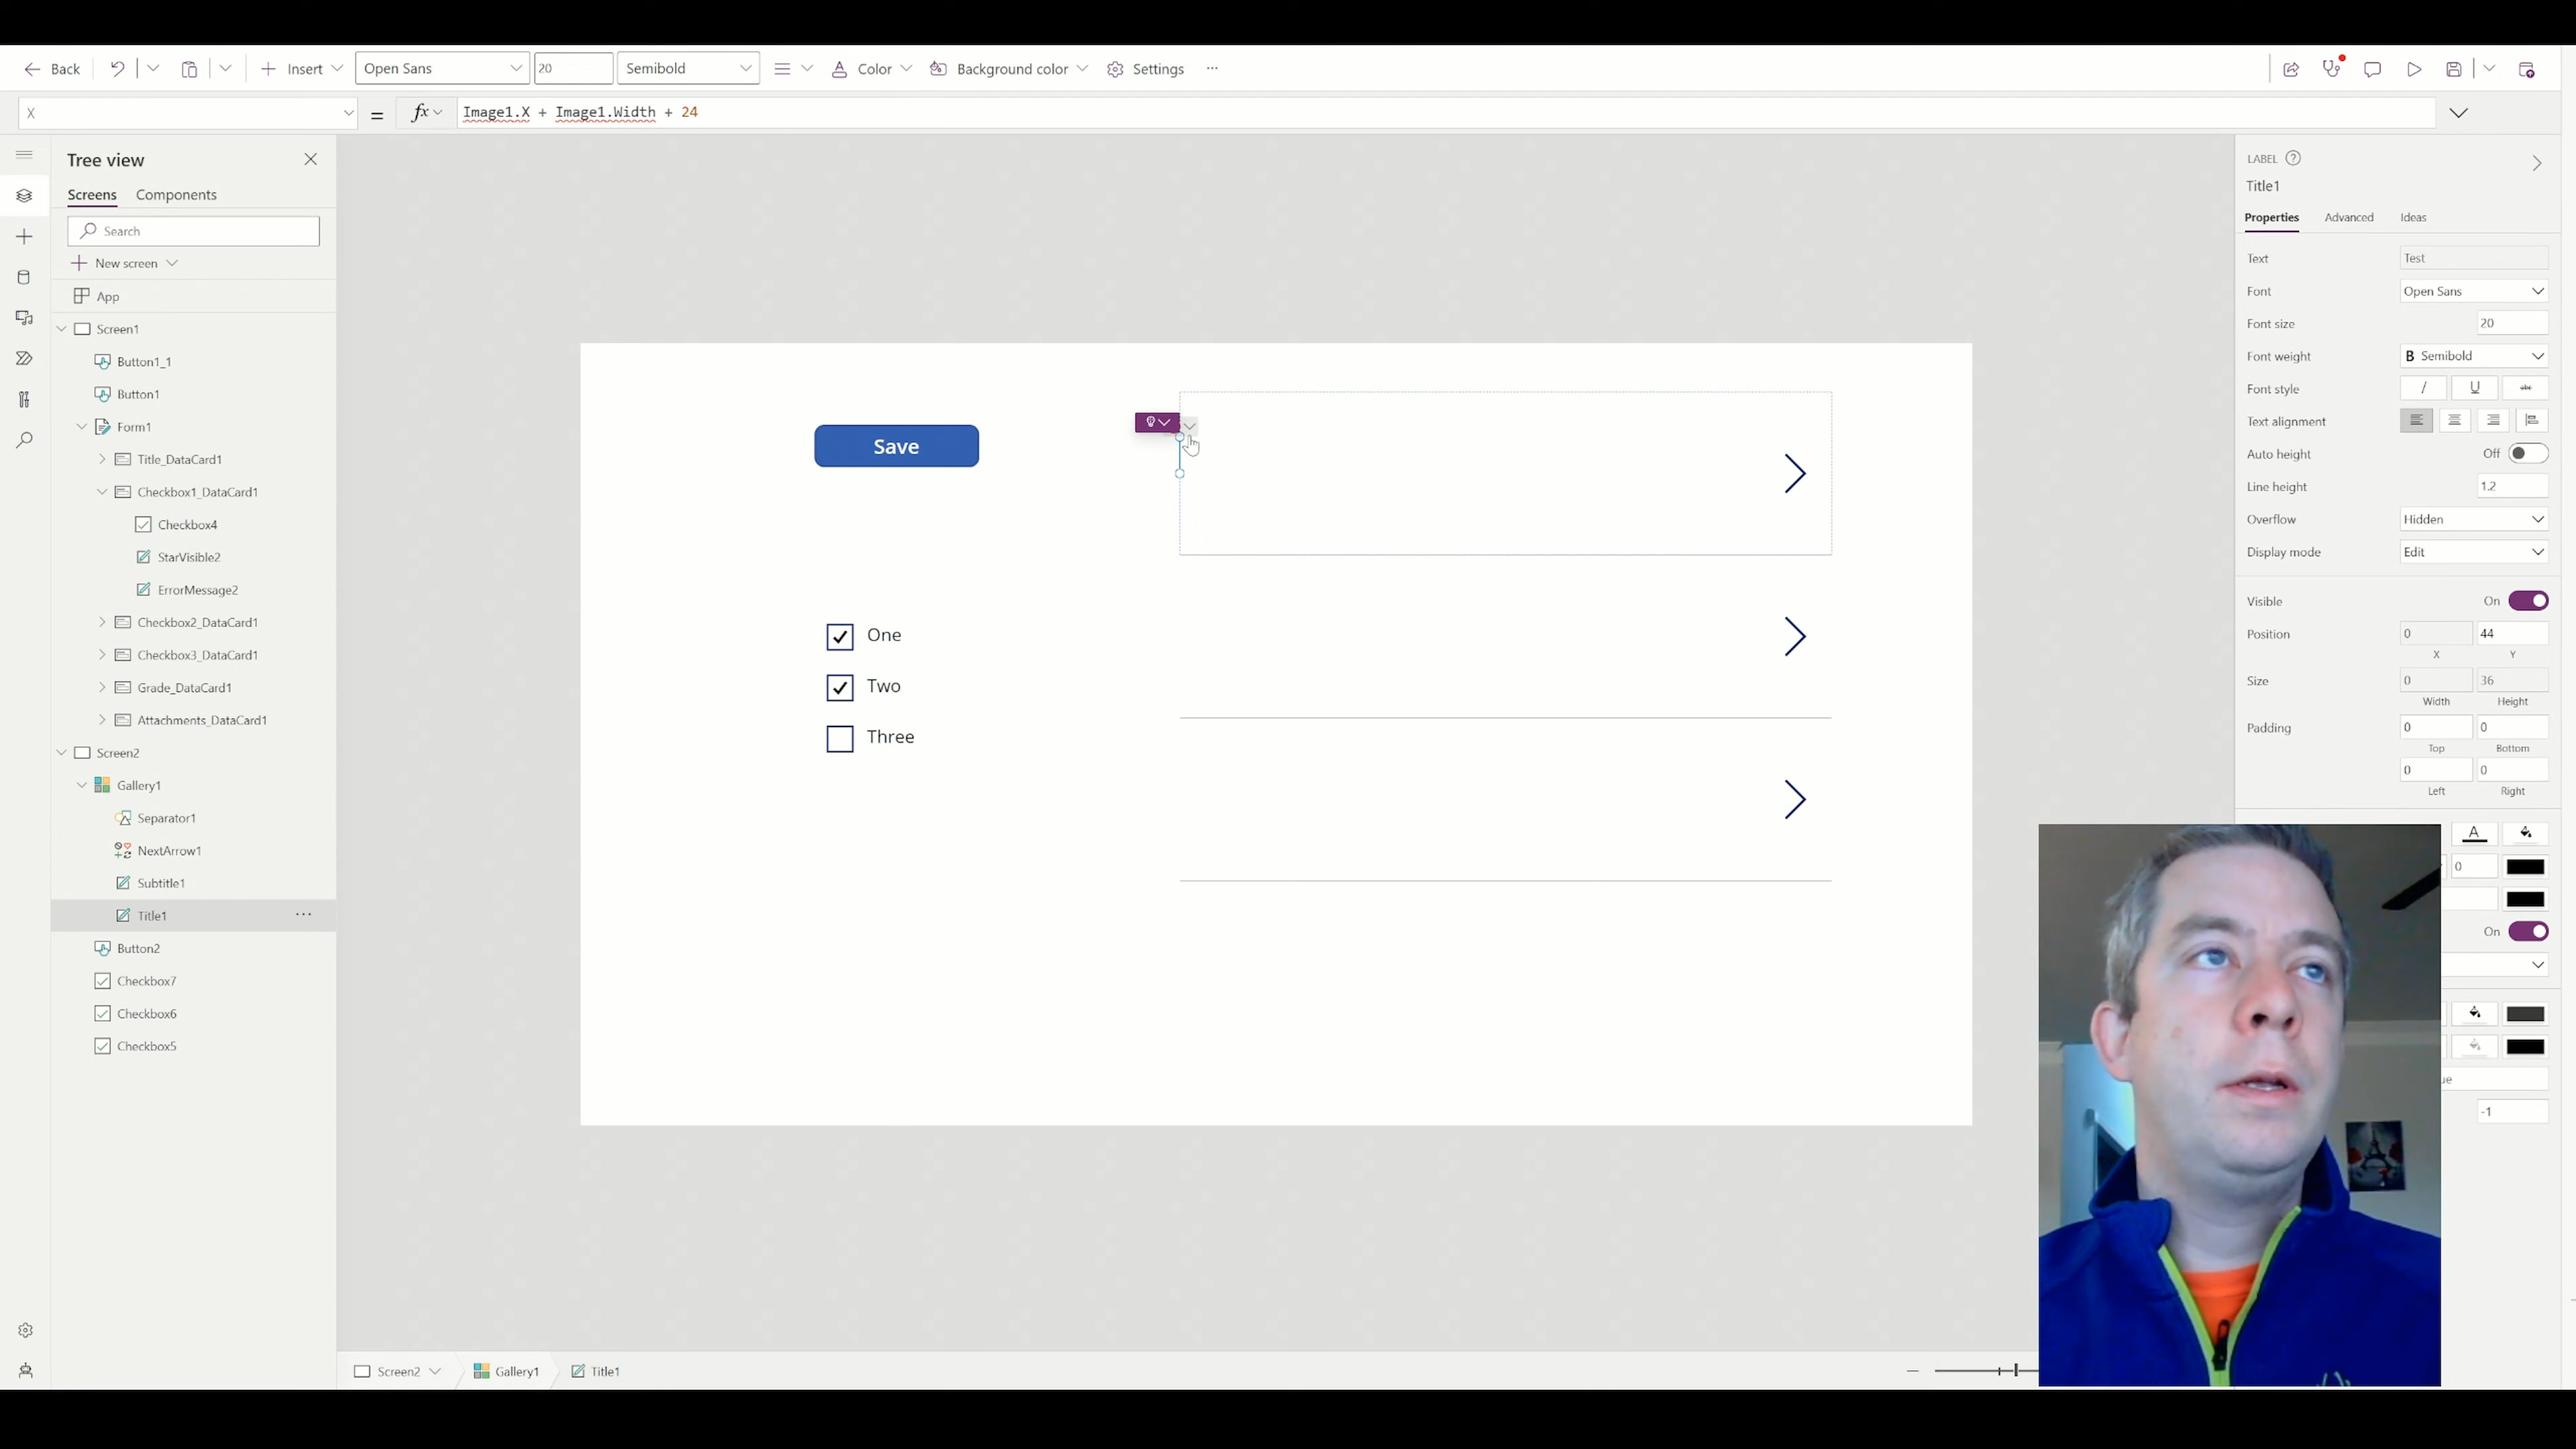 Back
Insert
Open Sans
20
Semibold
Color
Background color
Settings
X
=
fx
Image1.X + Image1.Width + 24
Tree view
Screens
Components
Search
New screen
App
Screen1
Button1_1
Button1
Form1
Title_DataCard1
Checkbox1_DataCard1
Checkbox4
StarVisible2
ErrorMessage2
Checkbox2_DataCard1
Checkbox3_DataCard1
Grade_DataCard1
Attachments_DataCard1
Screen2
Gallery1
Separator1
NextArrow1
Subtitle1
Title1
Button2
Checkbox7
Checkbox6
Checkbox5
Save
One
Two
Three
Screen2
Gallery1
Title1
LABEL
Title1
Properties
Advanced
Ideas
Text
Test
Font
Open Sans
Font size
20
Font weight
B Semibold
Font style
/ U abc
Text alignment
Auto height
Off
Line height
1.2
Overflow
Hidden
Display mode
Edit
Visible
On
Position
0
44
X
Y
Size
0
36
Width
Height
Padding
0
0
Top
Bottom
0
0
Left
Right
A
0
On
ue
-1